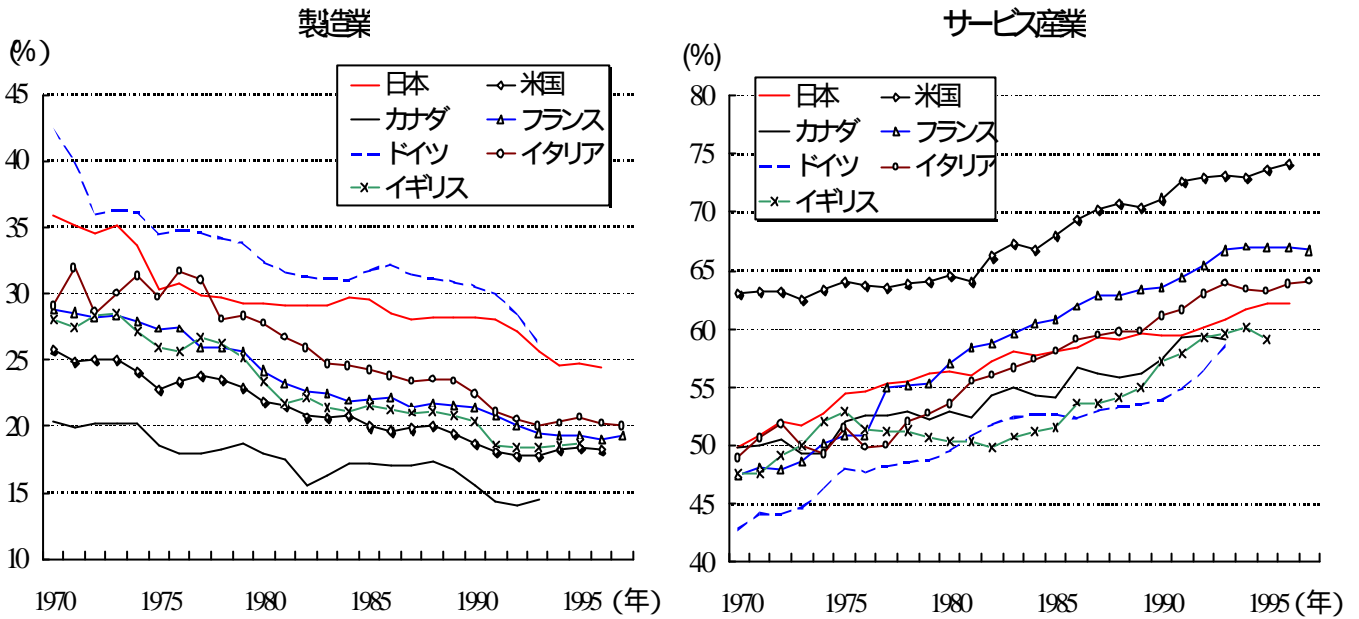 製造業
(%)
日本 米国
カナダ フランス
ドイツ イタリア
イギリス
45
40
35
30
25
20
15
10
1970 1975 1980 1985 1990 1995 (年)
サービス産業
(%)
日本 米国
カナダ フランス
ドイツ イタリア
イギリス
80
75
70
65
60
55
50
45
40
1970 1975 1980 1985 1990 1995 (年)